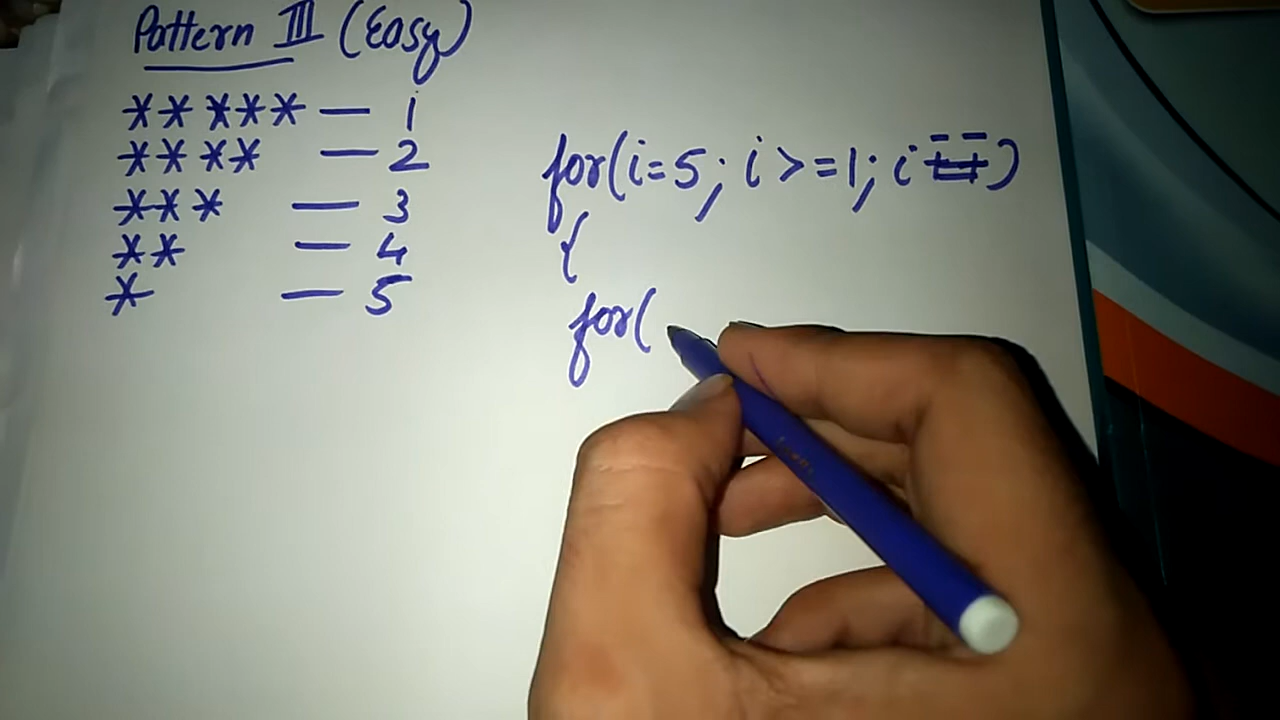 Pattern III (Easy)
***** — 1
**** — 2
*** — 3
** — 4
* — 5
for(i=5; i>=1; i--)
{
for(